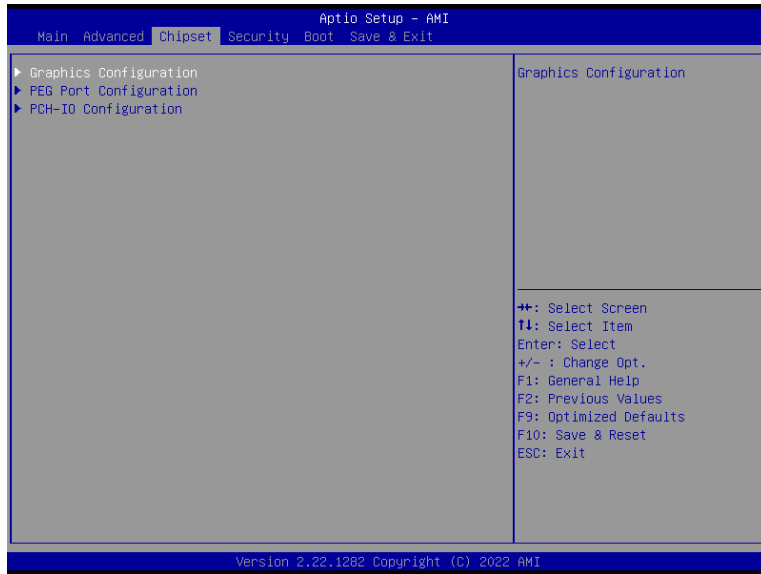 Aptio Setup – AMI
Main Advanced Chipset Security Boot Save & Exit
▶ Graphics Configuration
▶ PEG Port Configuration
▶ PCH-IO Configuration
Graphics Configuration
→←: Select Screen
↑↓: Select Item
Enter: Select
+/- : Change Opt.
F1: General Help
F2: Previous Values
F9: Optimized Defaults
F10: Save & Reset
ESC: Exit
Version 2.22.1282 Copyright (C) 2022 AMI